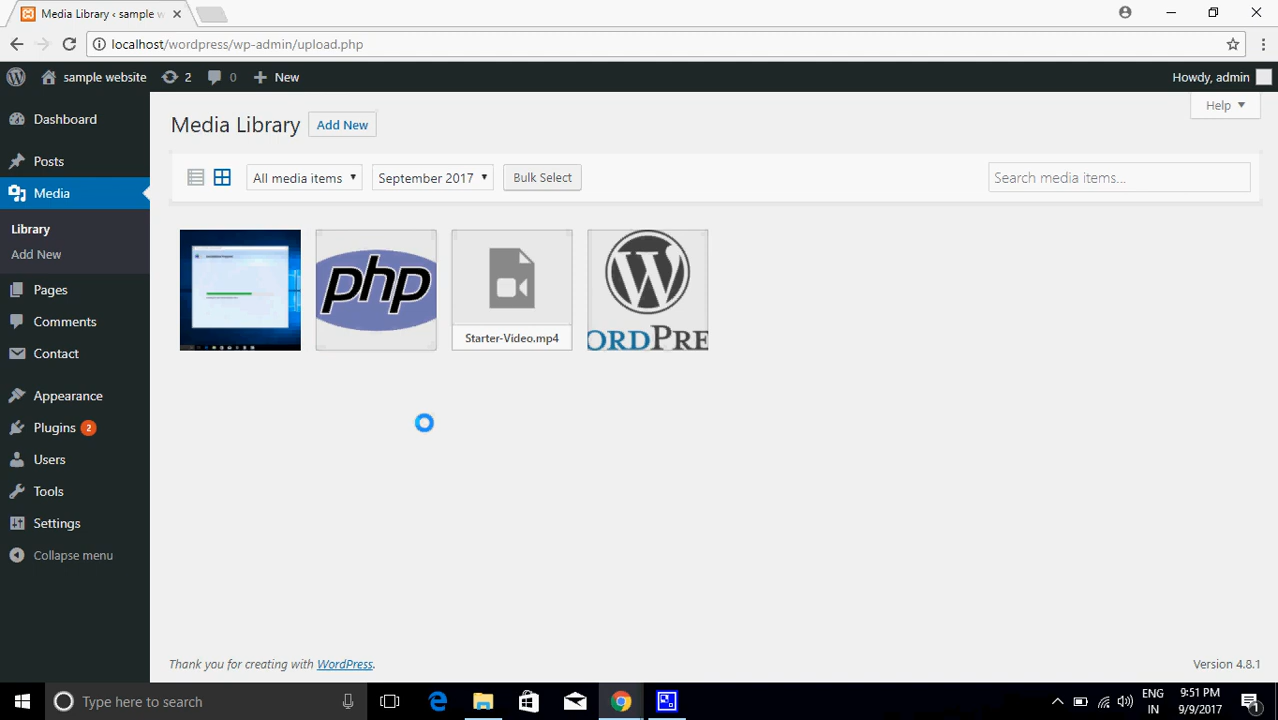 Media Library ‹ sample w
localhost/wordpress/wp-admin/upload.php
sample website
2
0
New
Howdy, admin
Dashboard
Posts
Media
Library
Add New
Pages
Comments
Contact
Appearance
Plugins 2
Users
Tools
Settings
Collapse menu
Help
Media Library Add New
All media items September 2017 Bulk Select
Search media items...
php
Starter-Video.mp4
W
ORDPRE
Thank you for creating with WordPress.
Version 4.8.1
Type here to search
ENG
IN
9:51 PM
9/9/2017
1